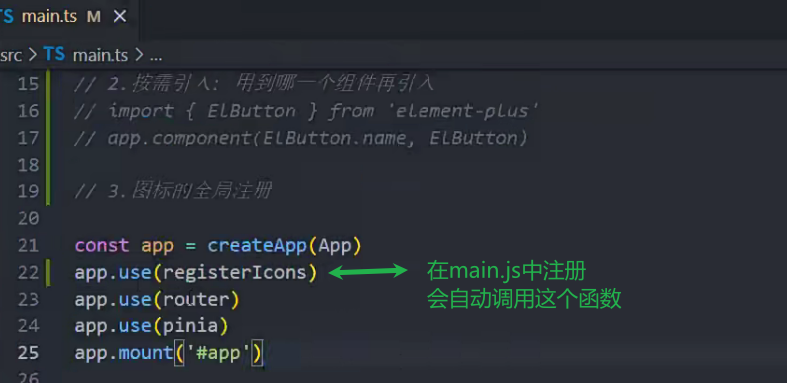 TS main.ts M ×
src > TS main.ts > ...
15 // 2.按需引入: 用到哪一个组件再引入
16 // import { ElButton } from 'element-plus'
17 // app.component(ElButton.name, ElButton)
18
19 // 3.图标的全局注册
20
21 const app = createApp(App)
22 app.use(registerIcons) 在main.js中注册
会自动调用这个函数
23 app.use(router)
24 app.use(pinia)
25 app.mount('#app')
26